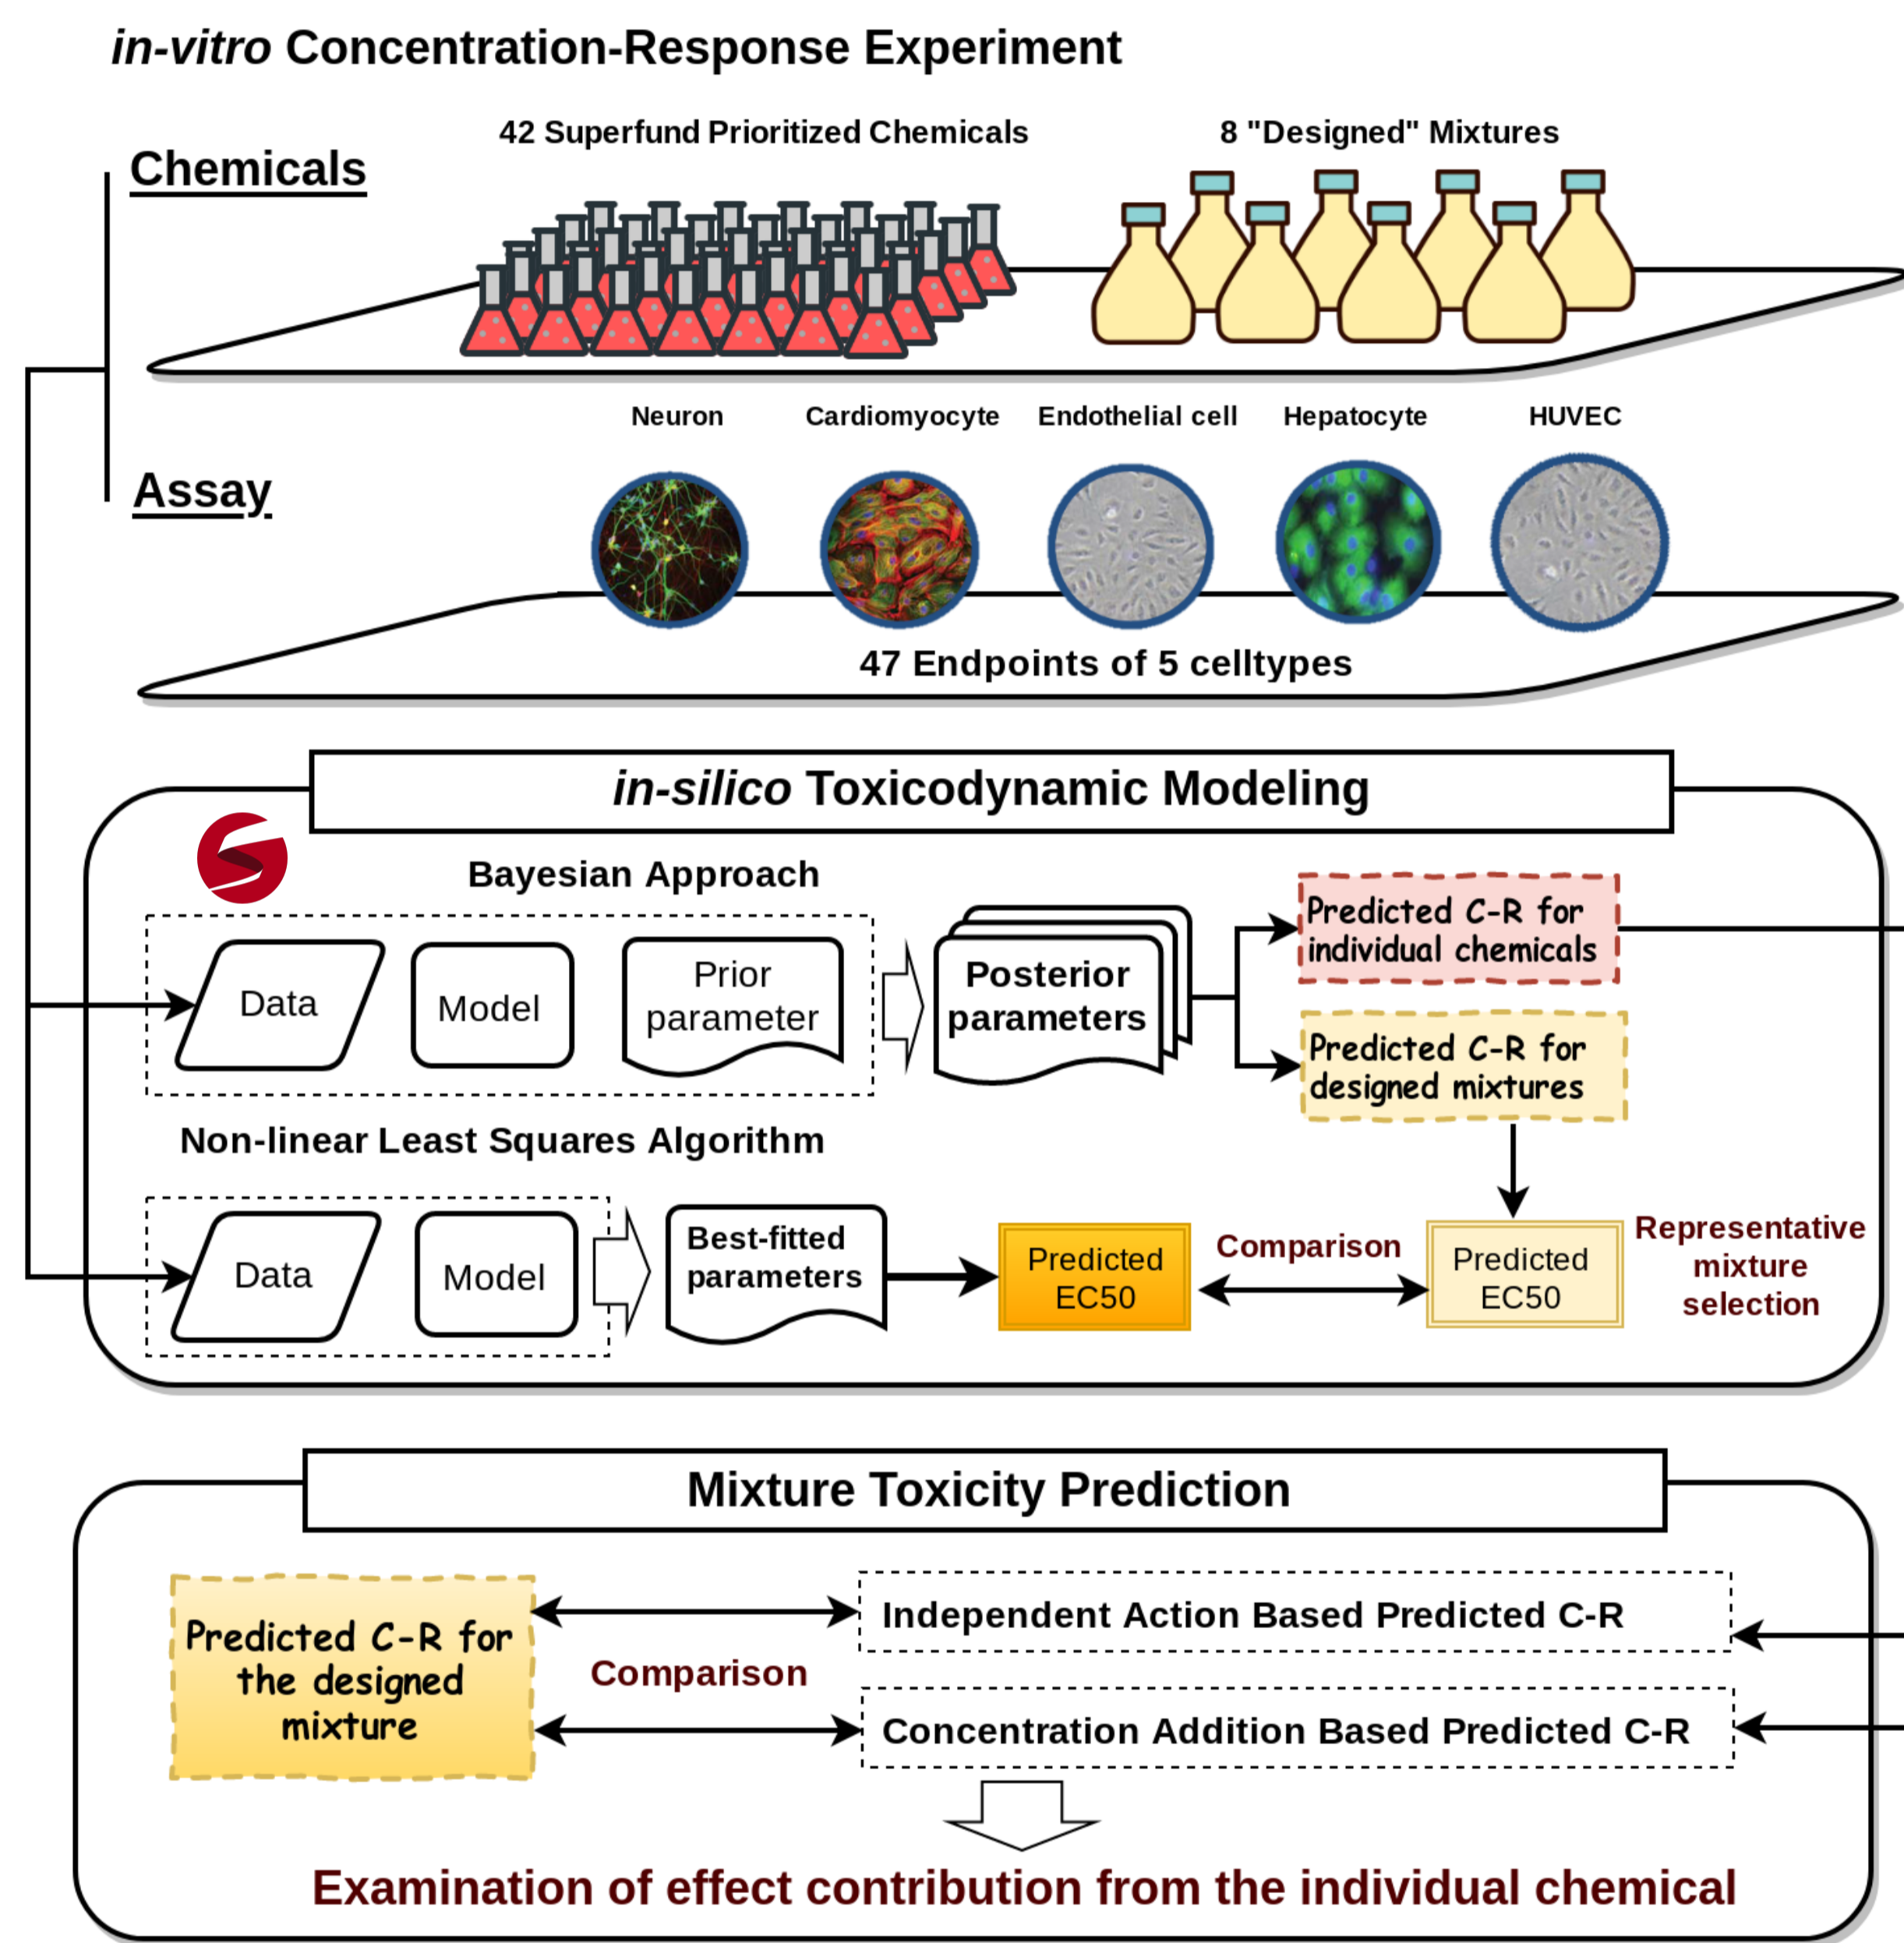 in-vitro Concentration-Response Experiment
Chemicals
42 Superfund Prioritized Chemicals
8 "Designed" Mixtures
Assay
Neuron
Cardiomyocyte
Endothelial cell
Hepatocyte
HUVEC
47 Endpoints of 5 celltypes
in-silico Toxicodynamic Modeling
Bayesian Approach
Data
Model
Prior
parameter
Posterior
parameters
Predicted C-R for
individual chemicals
Predicted C-R for
designed mixtures
Non-linear Least Squares Algorithm
Data
Model
Best-fitted
parameters
Predicted
EC50
Comparison
Predicted
EC50
Representative
mixture
selection
Mixture Toxicity Prediction
Predicted C-R for
the designed
mixture
Comparison
Independent Action Based Predicted C-R
Concentration Addition Based Predicted C-R
Examination of effect contribution from the individual chemical